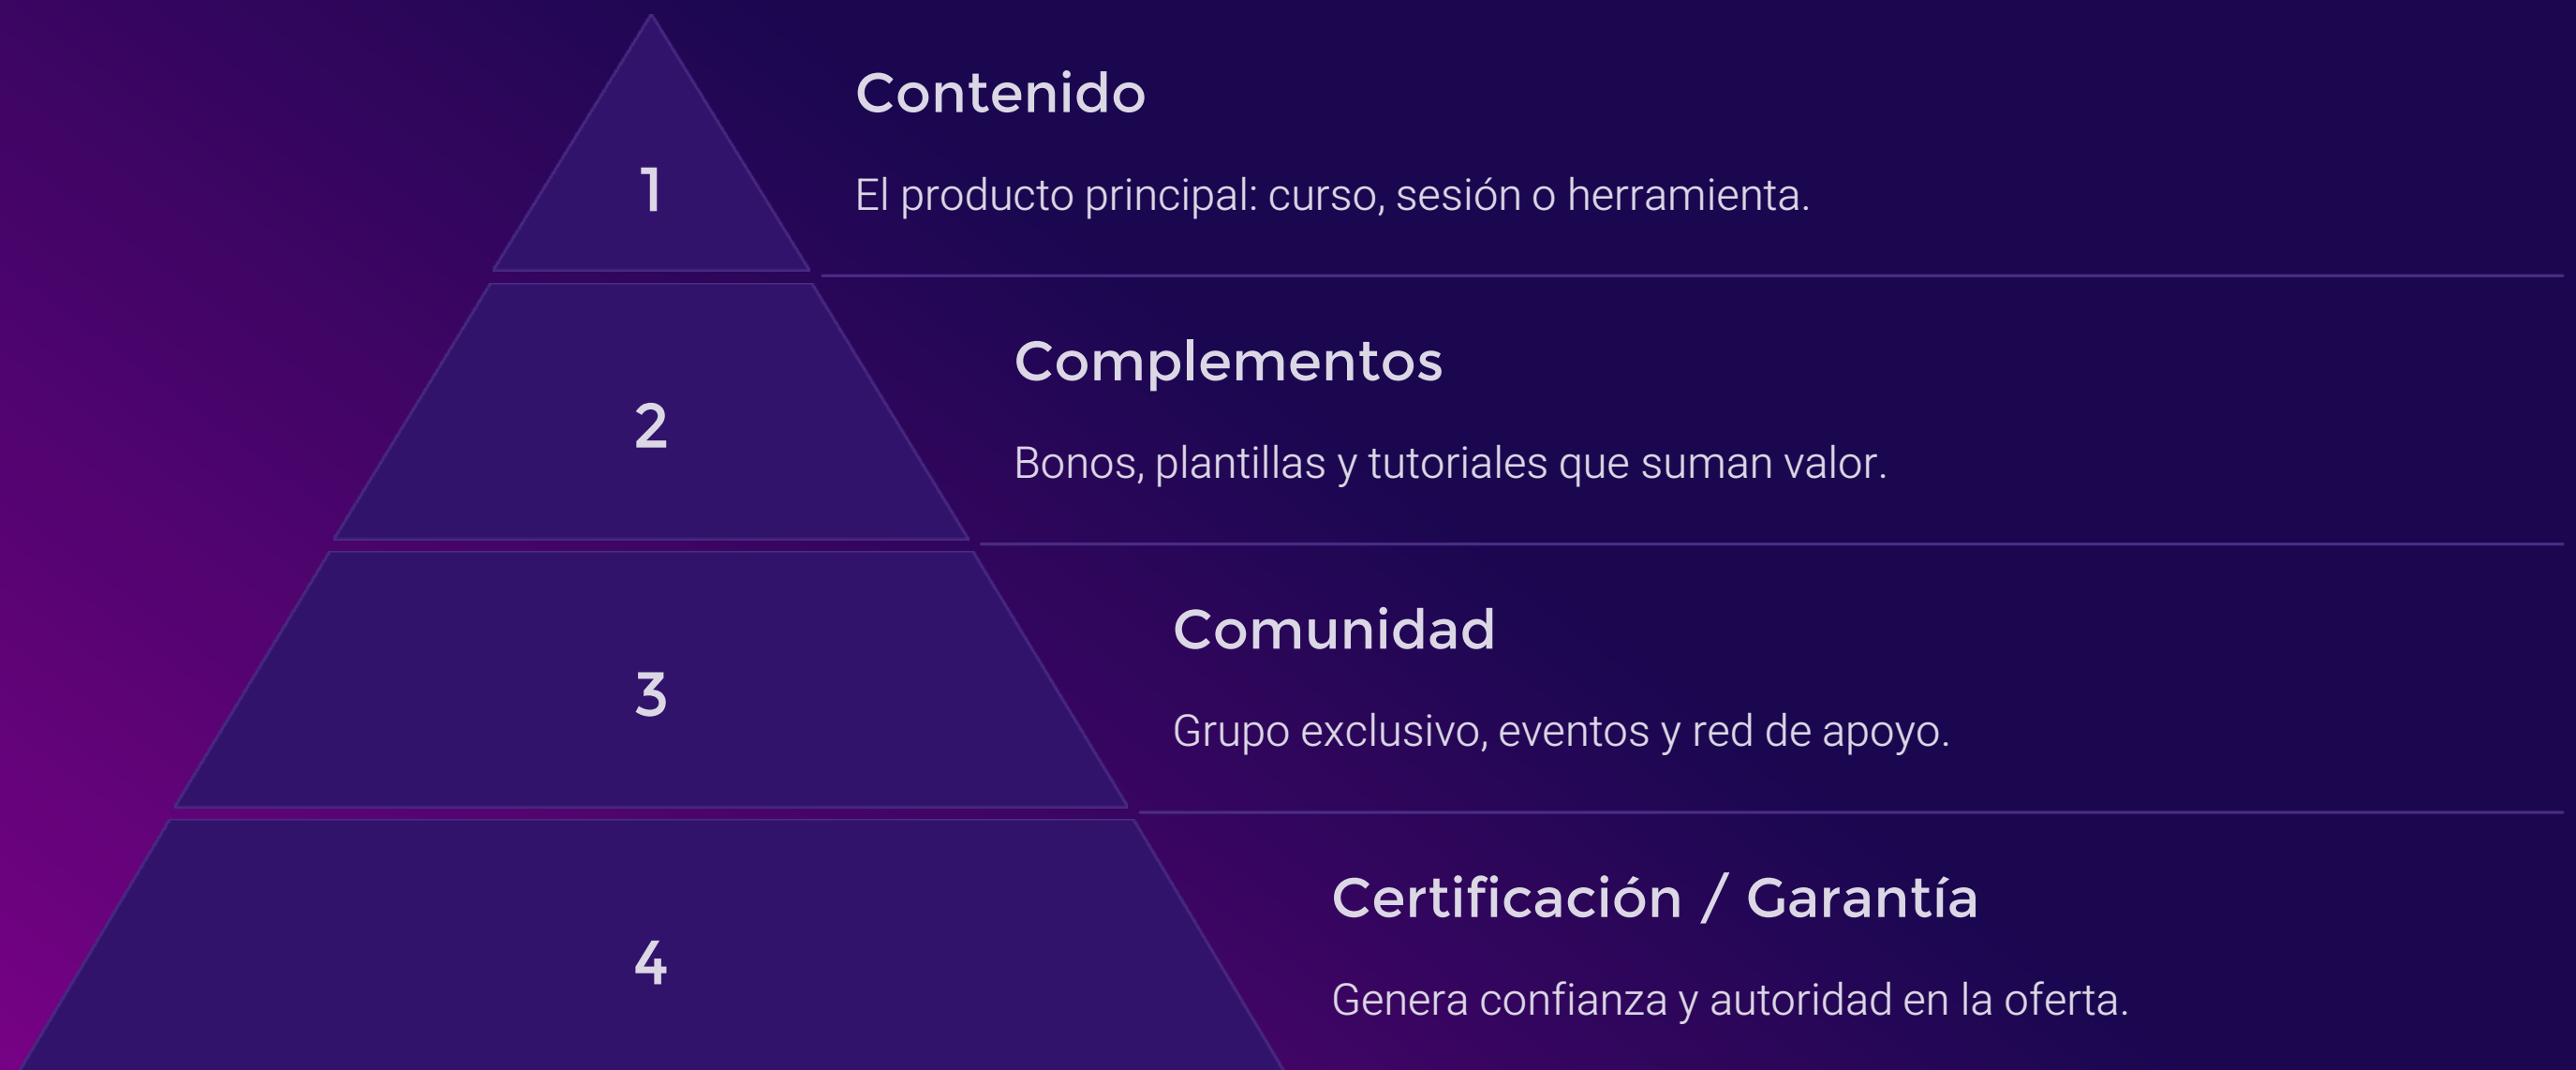 1
Contenido
El producto principal: curso, sesión o herramienta.
2
Complementos
Bonos, plantillas y tutoriales que suman valor.
3
Comunidad
Grupo exclusivo, eventos y red de apoyo.
4
Certificación / Garantía
Genera confianza y autoridad en la oferta.